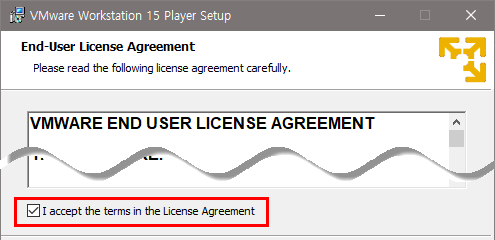 VMware Workstation 15 Player Setup
End-User License Agreement
Please read the following license agreement carefully.
VMWARE END USER LICENSE AGREEMENT
I accept the terms in the License Agreement